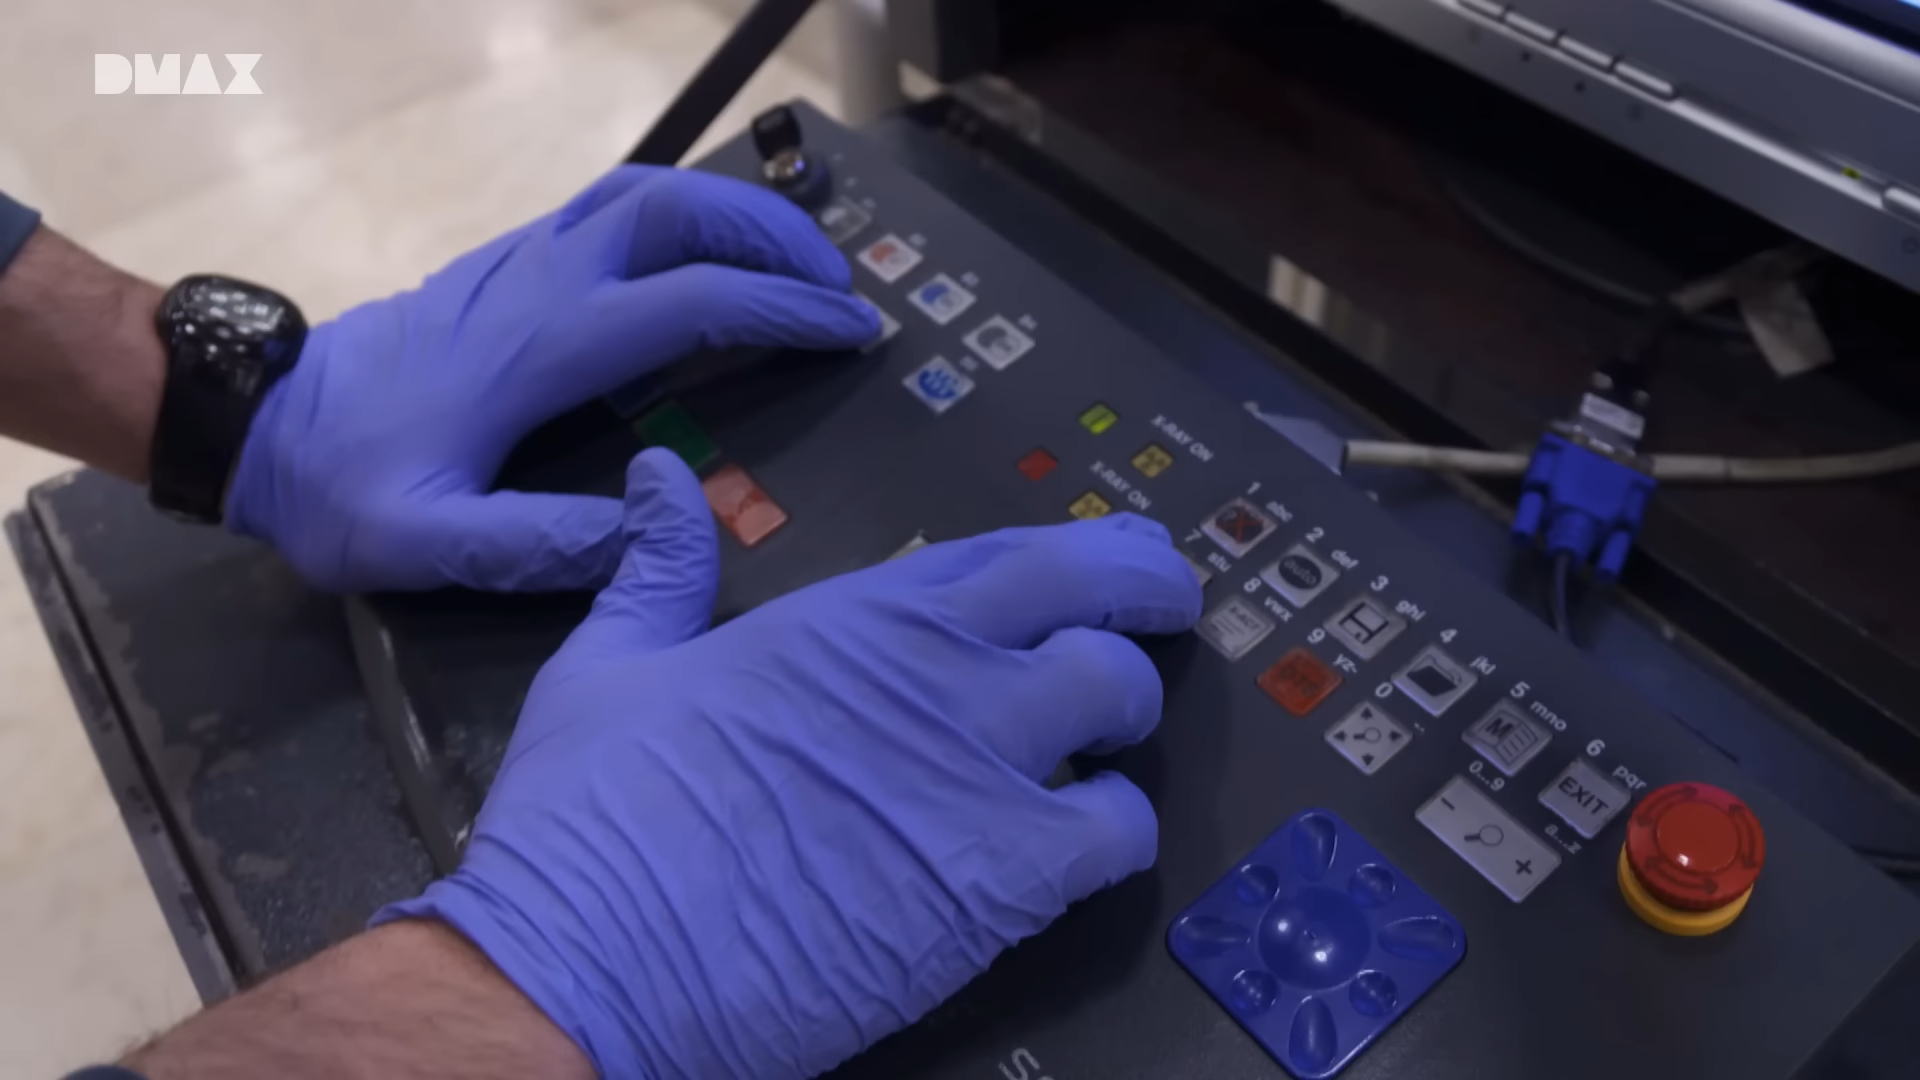 DMAX
X-RAY ON
X-RAY ON
1 abc
2 def
3 ghi
4 jkl
5 mno
6 pqr
7 stu
8 vwx
9 yz-
0
auto
M
EXIT
0...9
a...z
- +